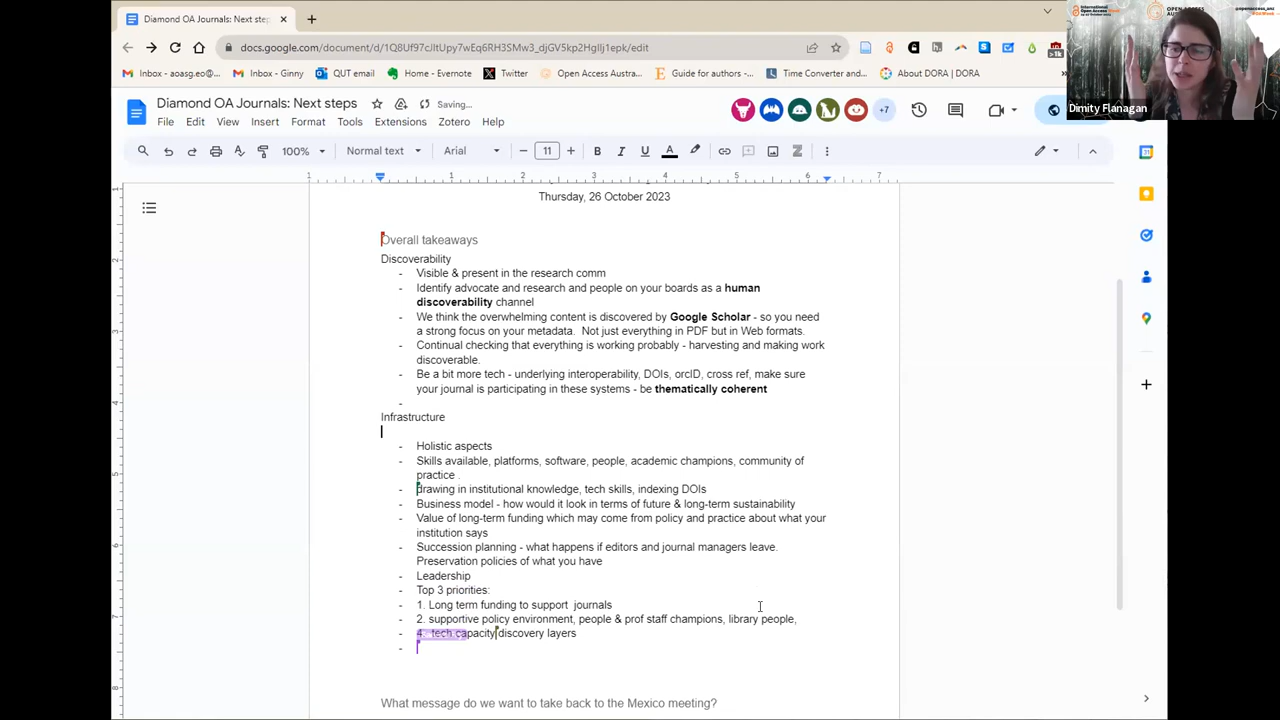 Diamond OA Journals: Next steps
docs.google.com/document/d/1Q8Uf97cJltUpy7wEq6RH3SMw3_djGV5kp2HgIlj1epk/edit
Inbox - aoasg.eo@...
Inbox - Ginny
QUT email
Home - Evernote
Twitter
Open Access Austra...
Guide for authors -...
Time Converter and...
About DORA | DORA
Dimity Flanagan
Diamond OA Journals: Next steps
Saving...
+7
File Edit View Insert Format Tools Extensions Zotero Help
100% Normal text Arial 11
1 1 2 3 4 5 6 7
Thursday, 26 October 2023
Overall takeaways
Discoverability
- Visible & present in the research comm
- Identify advocate and research and people on your boards as a human
discoverability channel
- We think the overwhelming content is discovered by Google Scholar - so you need
a strong focus on your metadata. Not just everything in PDF but in Web formats.
- Continual checking that everything is working probably - harvesting and making work
discoverable.
- Be a bit more tech - underlying interoperability, DOIs, orcID, cross ref, make sure
your journal is participating in these systems - be thematically coherent
-
Infrastructure
- Holistic aspects
- Skills available, platforms, software, people, academic champions, community of
practice .
- drawing in institutional knowledge, tech skills, indexing DOIs
- Business model - how would it look in terms of future & long-term sustainability
- Value of long-term funding which may come from policy and practice about what your
institution says
- Succession planning - what happens if editors and journal managers leave.
Preservation policies of what you have
- Leadership
- Top 3 priorities:
- 1. Long term funding to support journals
- 2. supportive policy environment, people & prof staff champions, library people,
- 4. tech capacity discovery layers
-
What message do we want to take back to the Mexico meeting?